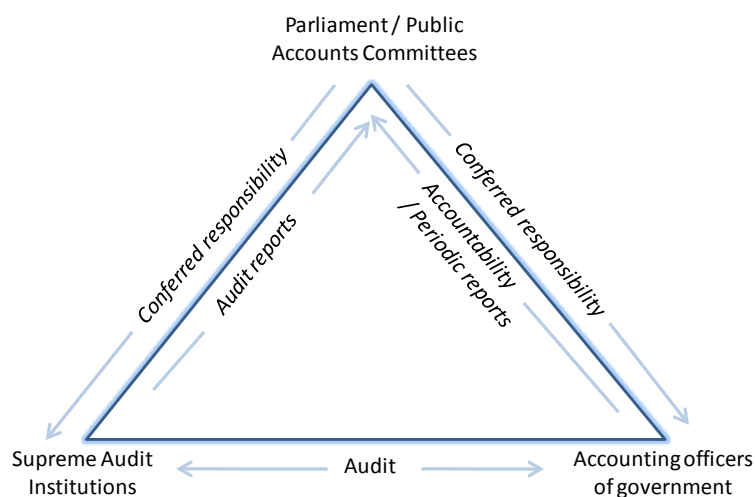 Parliament / Public
Accounts Committees
Conferred responsibility
Audit reports
Accountability
/ Periodic reports
Conferred responsibility
Supreme Audit
Institutions
Audit
Accounting officers
of government